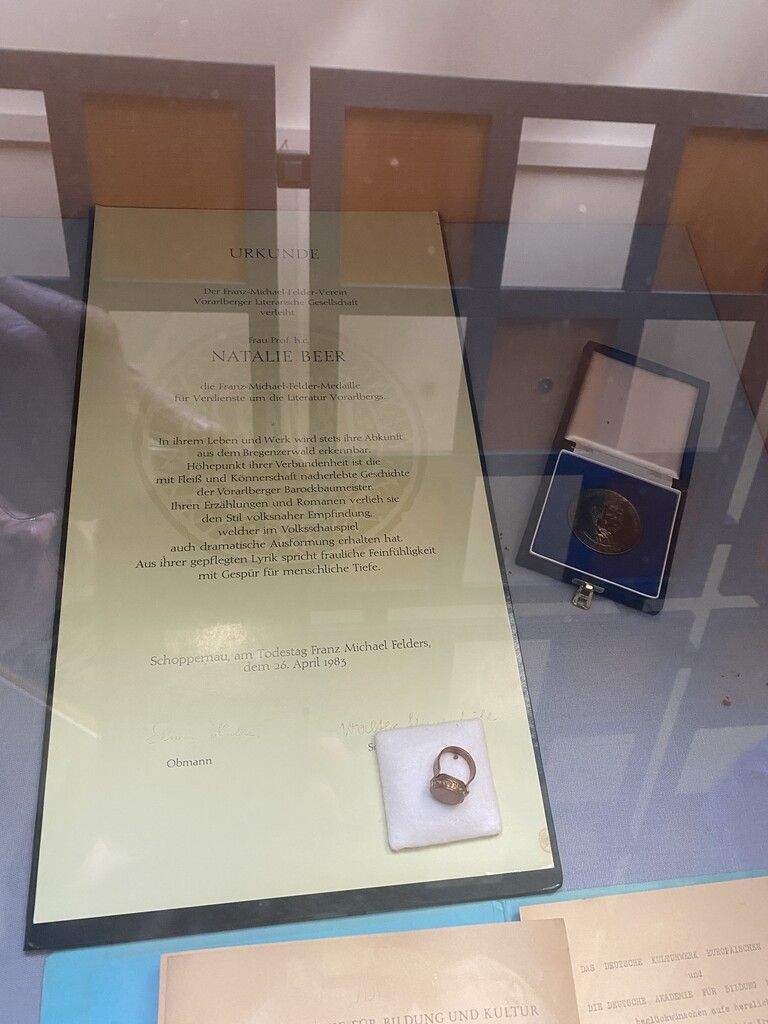 URKUNDE
Der Franz-Michael-Felder-Verein
Vorarlberger Literarische Gesellschaft
verleiht
Frau Prof. h.c.
NATALIE BEER
die Franz-Michael-Felder-Medaille
für Verdienste um die Literatur Vorarlbergs.
In ihrem Leben und Werk wird stets ihre Abkunft
aus dem Bregenzerwald erkennbar.
Höhepunkt ihrer Verbundenheit ist die
mit Fleiß und Könnerschaft nacherlebte Geschichte
der Vorarlberger Barockbaumeister.
Ihren Erzählungen und Romanen verlieh sie
den Stil volksnaher Empfindung,
welcher im Volksschauspiel
auch dramatische Ausformung erhalten hat.
Aus ihrer gepflegten Lyrik spricht frauliche Feinfühligkeit
mit Gespür für menschliche Tiefe.
Schoppernau, am Todestag Franz Michael Felders,
dem 26. April 1983
Walter
Obmann
FÜR BILDUNG UND KULTUR
DAS DEUTSCHE KULTURWERK EUROPÄISCHEN
und
DIE DEUTSCHE AKADEMIE FÜR BILDUNG
beglückwünschen aufs